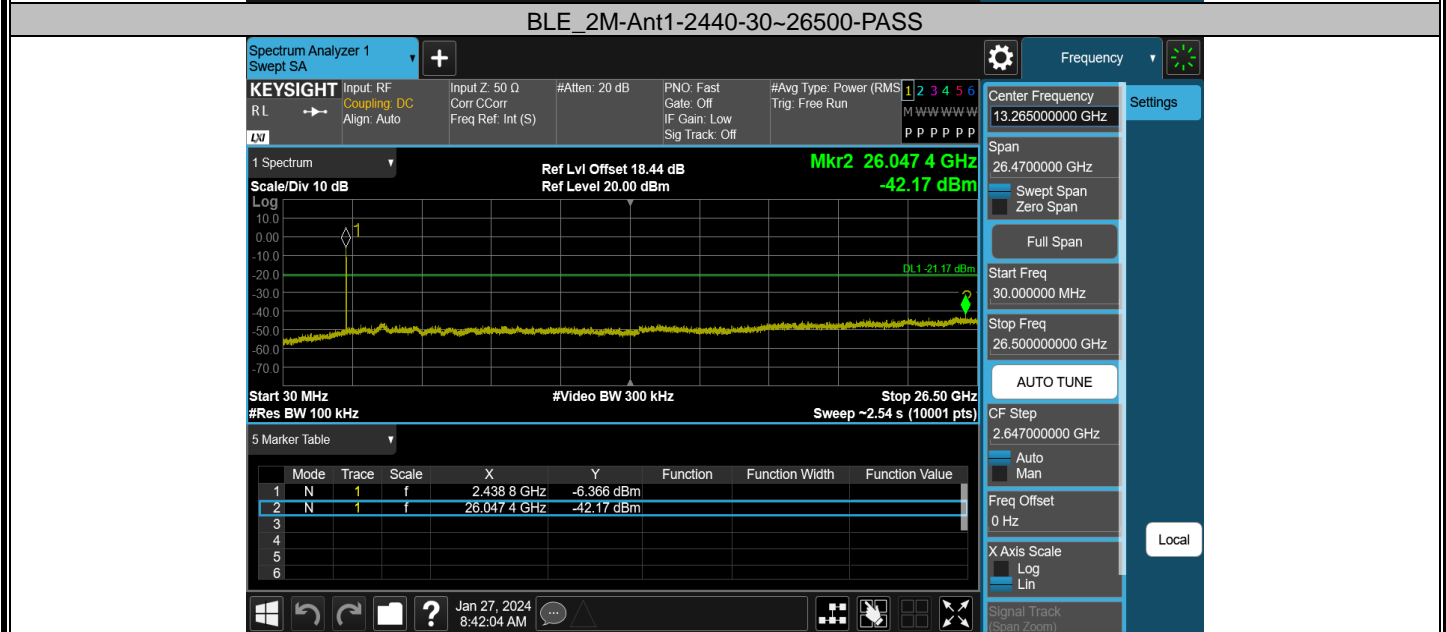 BLE_2M-Ant1-2440-30~26500-PASS
Spectrum Analyzer 1
Swept SA
Frequency
KEYSIGHT
RL
LXI
Input: RF
Coupling: DC
Align: Auto
Input Z: 50 Ω
Corr CCorr
Freq Ref: Int (S)
#Atten: 20 dB
PNO: Fast
Gate: Off
IF Gain: Low
Sig Track: Off
#Avg Type: Power (RMS
Trig: Free Run
1 2 3 4 5 6
M W W W W W
P P P P P P
1 Spectrum
Scale/Div 10 dB
Ref Lvl Offset 18.44 dB
Ref Level 20.00 dBm
Mkr2 26.047 4 GHz
-42.17 dBm
Log
10.0
0.00
-10.0
-20.0
-30.0
-40.0
-50.0
-60.0
-70.0
1
DL1 -21.17 dBm
2
Start 30 MHz
#Video BW 300 kHz
Stop 26.50 GHz
#Res BW 100 kHz
Sweep ~2.54 s (10001 pts)
5 Marker Table
Mode Trace Scale X Y Function Function Width Function Value
1 N 1 f 2.438 8 GHz -6.366 dBm
2 N 1 f 26.047 4 GHz -42.17 dBm
3
4
5
6
Center Frequency
13.265000000 GHz
Settings
Span
26.4700000 GHz
Swept Span
Zero Span
Full Span
Start Freq
30.000000 MHz
Stop Freq
26.500000000 GHz
AUTO TUNE
CF Step
2.647000000 GHz
Auto
Man
Freq Offset
0 Hz
X Axis Scale
Log
Lin
Local
Signal Track
(Span Zoom)
?
Jan 27, 2024
8:42:04 AM